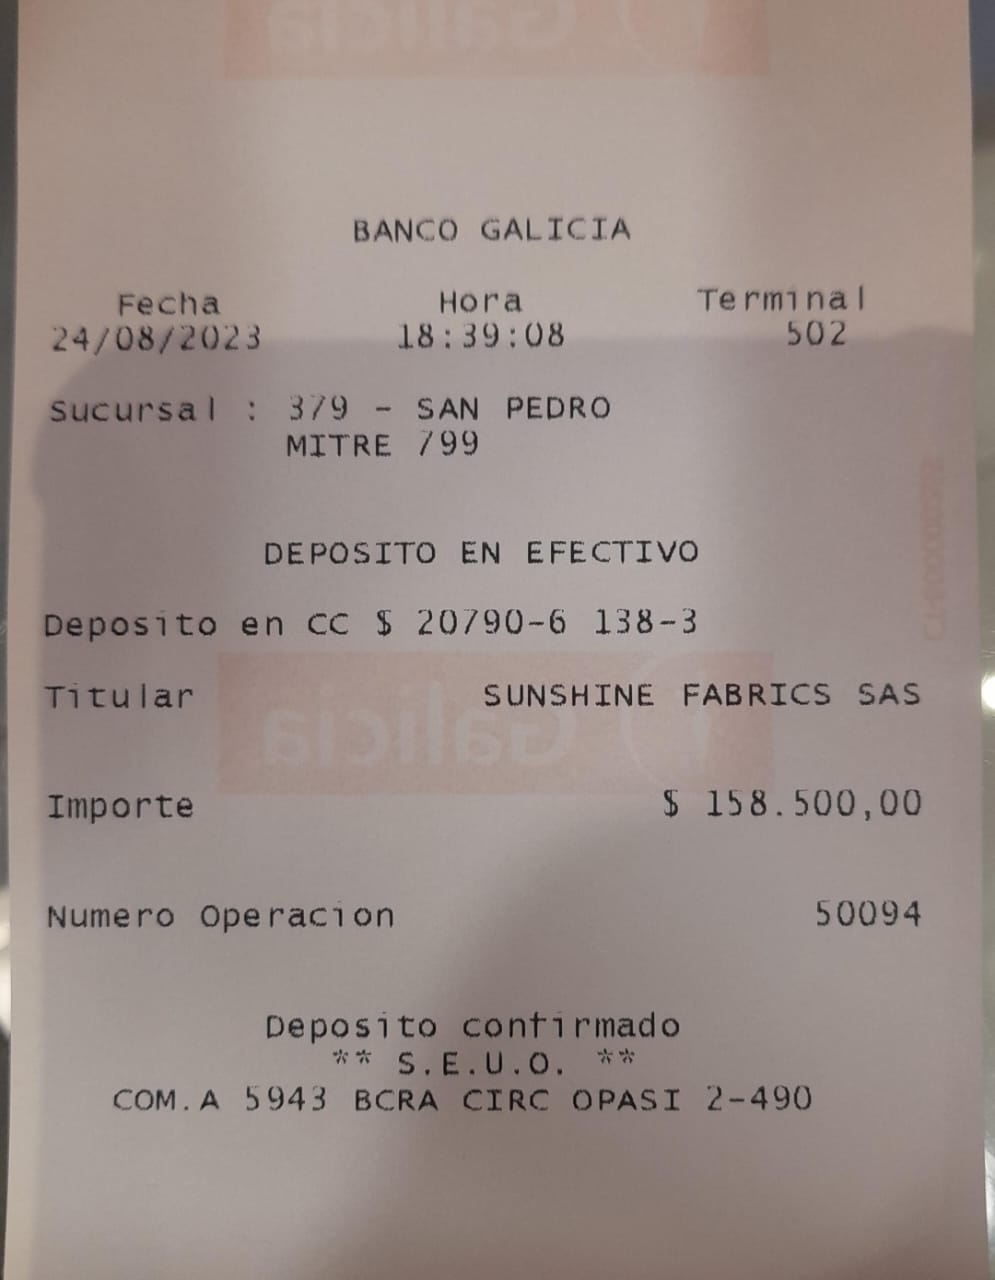 Galicia
BANCO GALICIA
Fecha Hora Terminal
24/08/2023 18:39:08 502
Sucursal : 379 - SAN PEDRO
MITRE 799
DEPOSITO EN EFECTIVO
Deposito en CC $ 20790-6 138-3
Titular SUNSHINE FABRICS SAS
Galicia
Importe $ 158.500,00
Numero Operacion 50094
Deposito confirmado
** S.E.U.O. **
COM.A 5943 BCRA CIRC OPASI 2-490